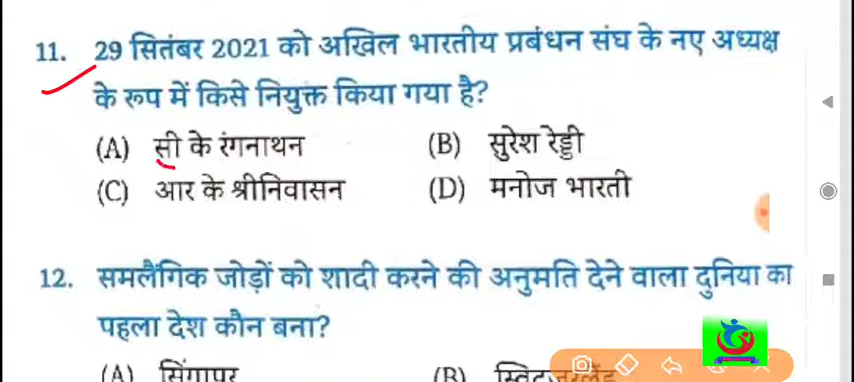 11. 29 सितंबर 2021 को अखिल भारतीय प्रबंधन संघ के नए अध्यक्ष
के रूप में किसे नियुक्त किया गया है?
(A) सी के रंगनाथन (B) सुरेश रेड्डी
(C) आर के श्रीनिवासन (D) मनोज भारती
12. समलैंगिक जोड़ों को शादी करने की अनुमति देने वाला दुनिया का
पहला देश कौन बना?
(A) सिंगापुर (B) स्विटजरलैंड